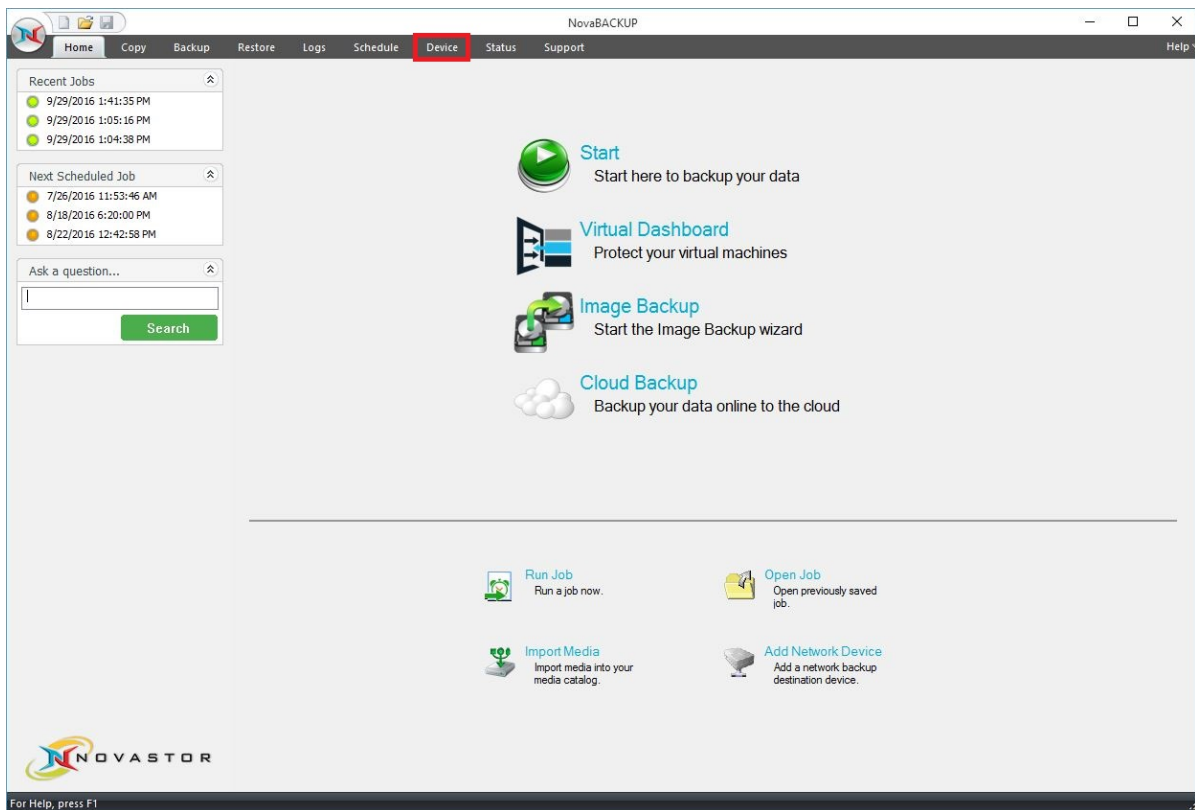 NovaBACKUP
Home Copy Backup Restore Logs Schedule Device Status Support Help
Recent Jobs
9/29/2016 1:41:35 PM
9/29/2016 1:05:16 PM
9/29/2016 1:04:38 PM
Next Scheduled Job
7/26/2016 11:53:46 AM
8/18/2016 6:20:00 PM
8/22/2016 12:42:58 PM
Ask a question...
Search
Start
Start here to backup your data
Virtual Dashboard
Protect your virtual machines
Image Backup
Start the Image Backup wizard
Cloud Backup
Backup your data online to the cloud
Run Job
Run a job now.
Open Job
Open previously saved
job.
Import Media
Import media into your
media catalog.
Add Network Device
Add a network backup
destination device.
NOVASTOR
For Help, press F1